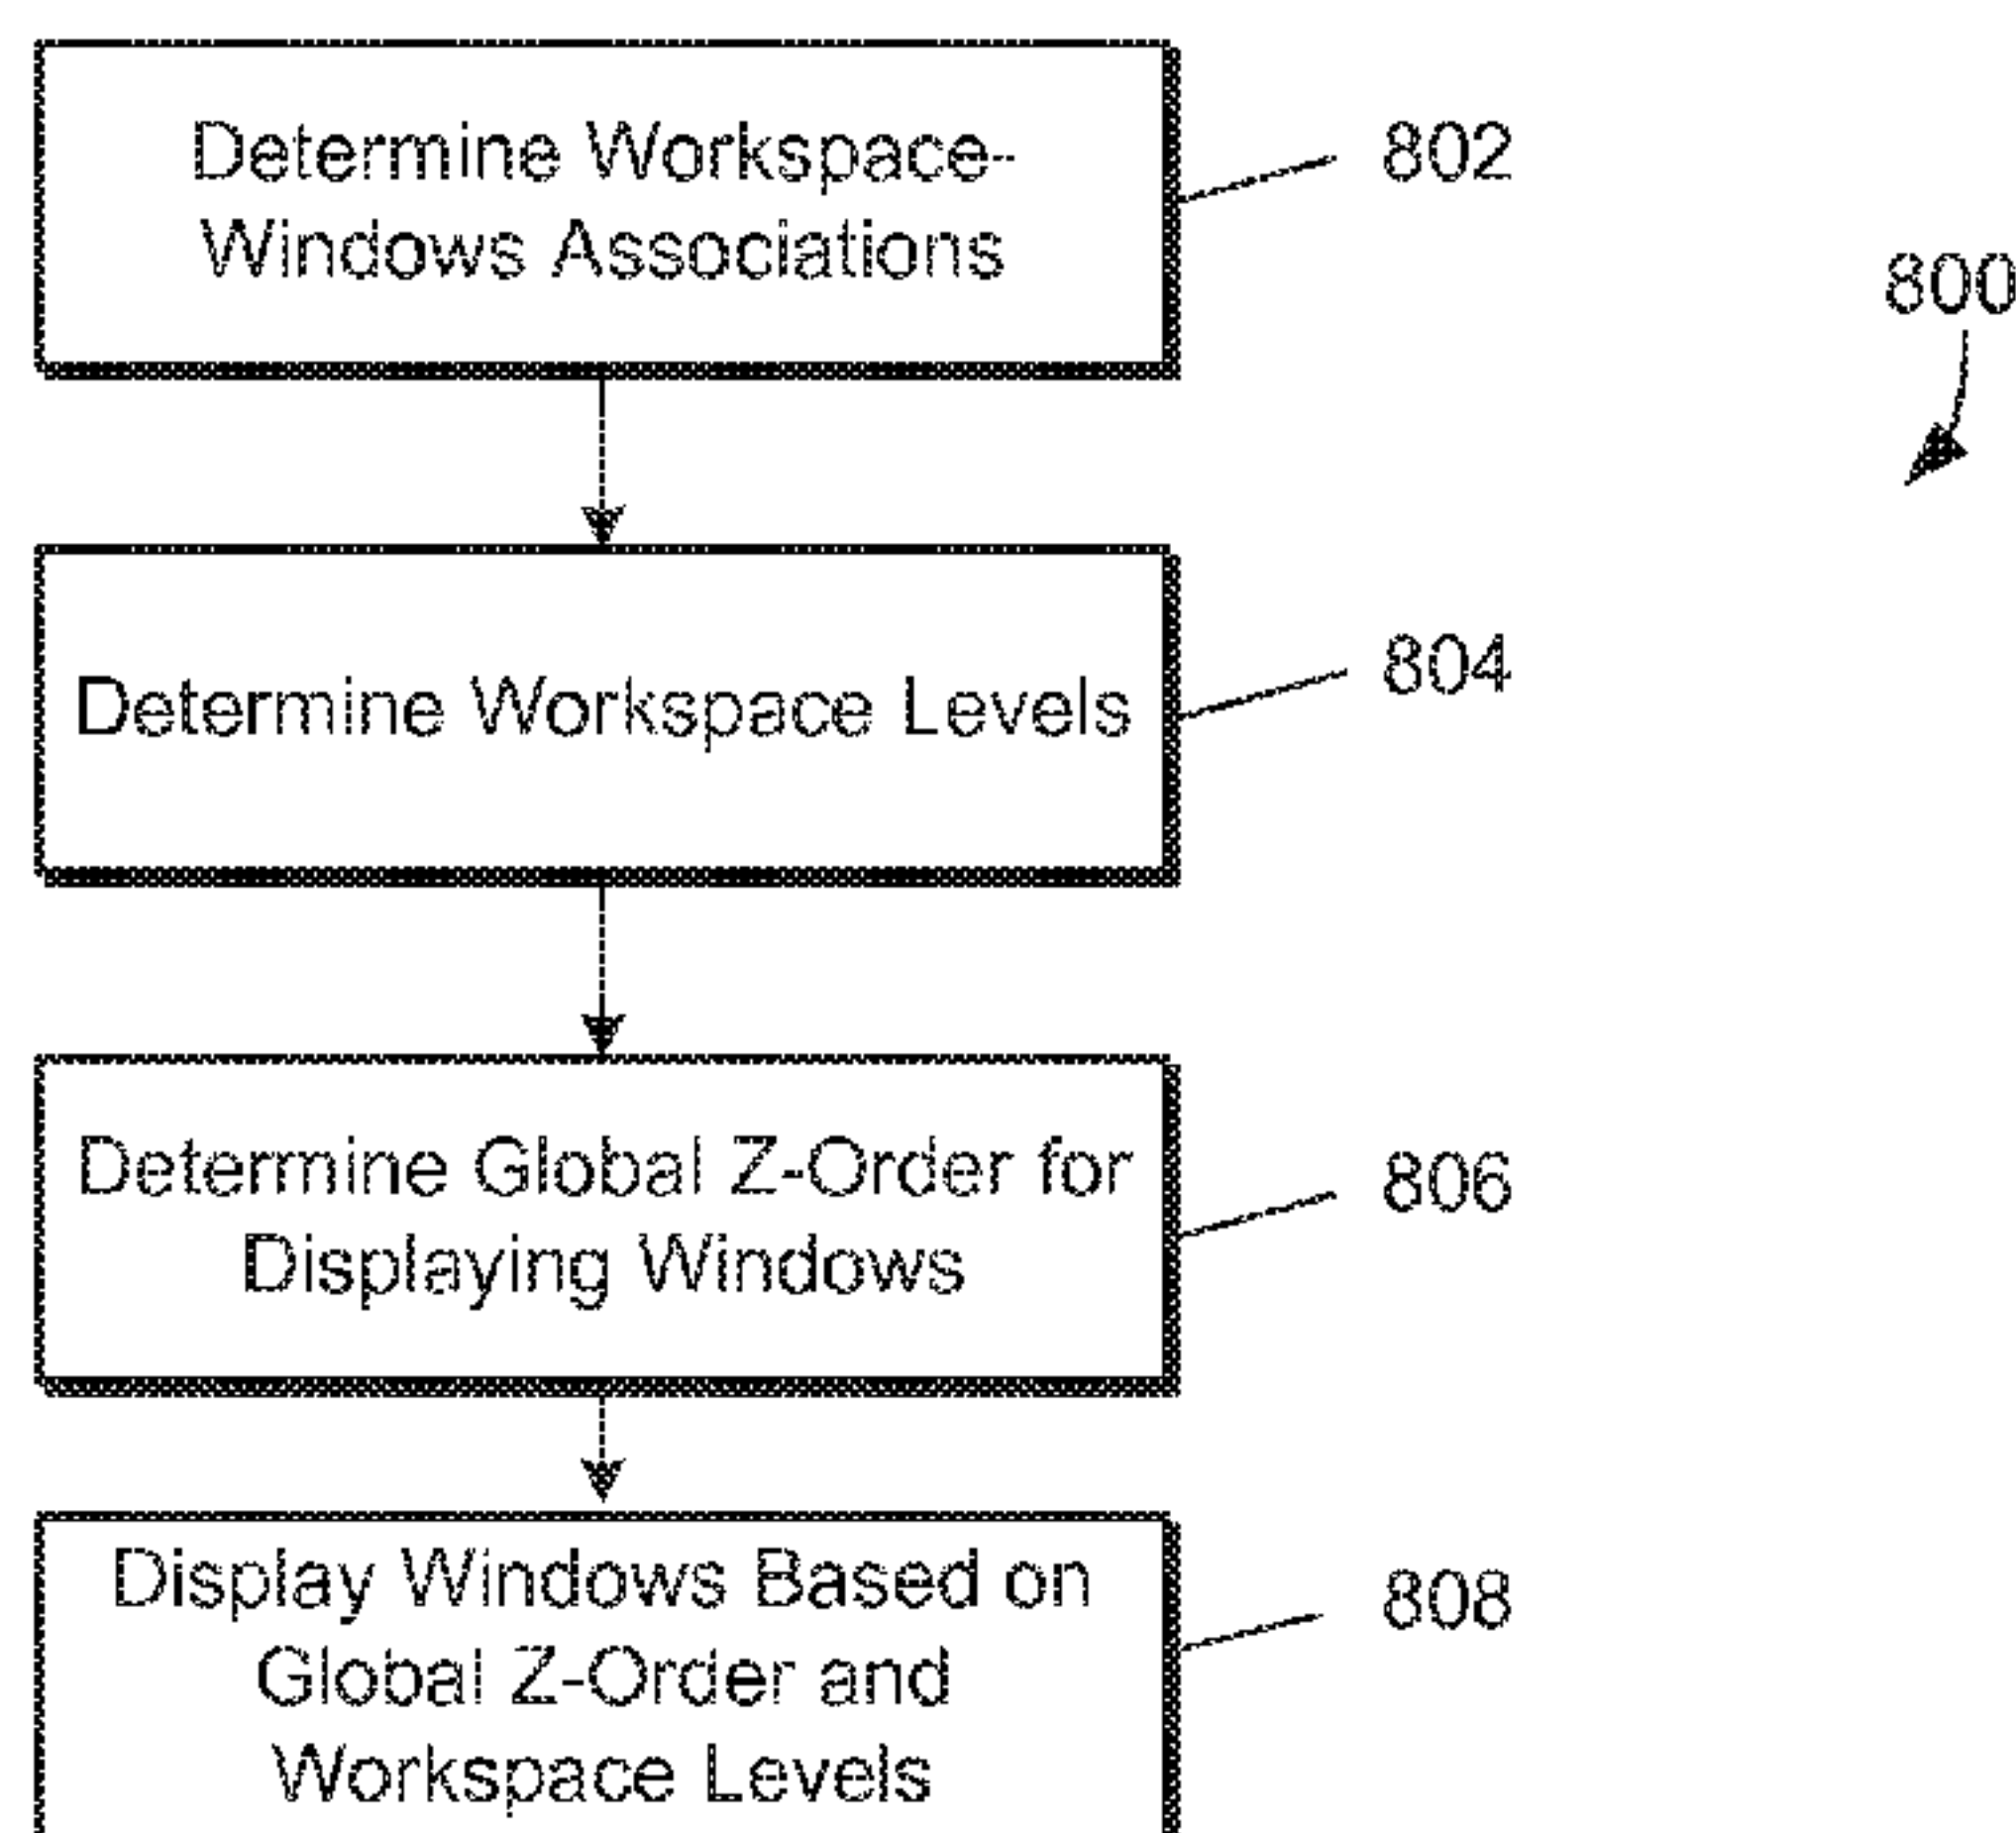 Determine Workspace-
Windows Associations
802
800
Determine Workspace Levels
804
Determine Global Z-Order for
Displaying Windows
806
Display Windows Based on
Global Z-Order and
Workspace Levels
808